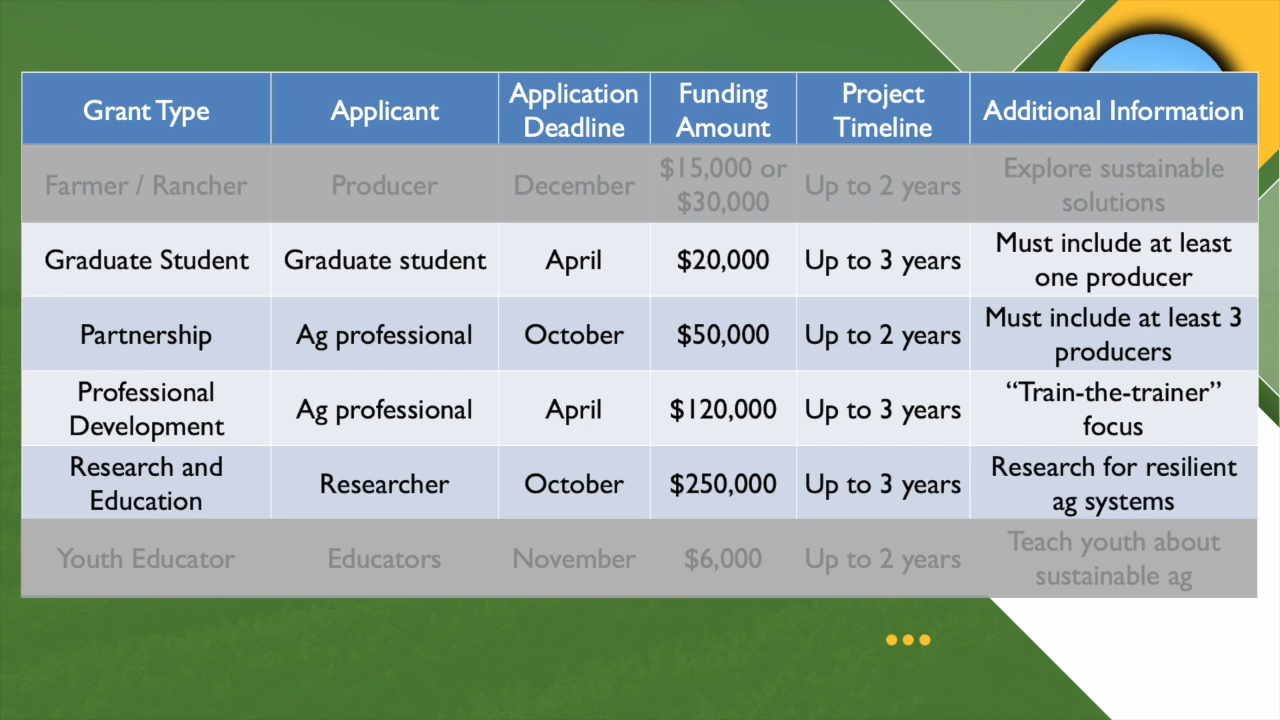 Grant Type Applicant Application Deadline Funding Amount Project Timeline Additional Information
Farmer / Rancher Producer December $15,000 or $30,000 Up to 2 years Explore sustainable solutions
Graduate Student Graduate student April $20,000 Up to 3 years Must include at least one producer
Partnership Ag professional October $50,000 Up to 2 years Must include at least 3 producers
Professional Development Ag professional April $120,000 Up to 3 years “Train-the-trainer” focus
Research and Education Researcher October $250,000 Up to 3 years Research for resilient ag systems
Youth Educator Educators November $6,000 Up to 2 years Teach youth about sustainable ag